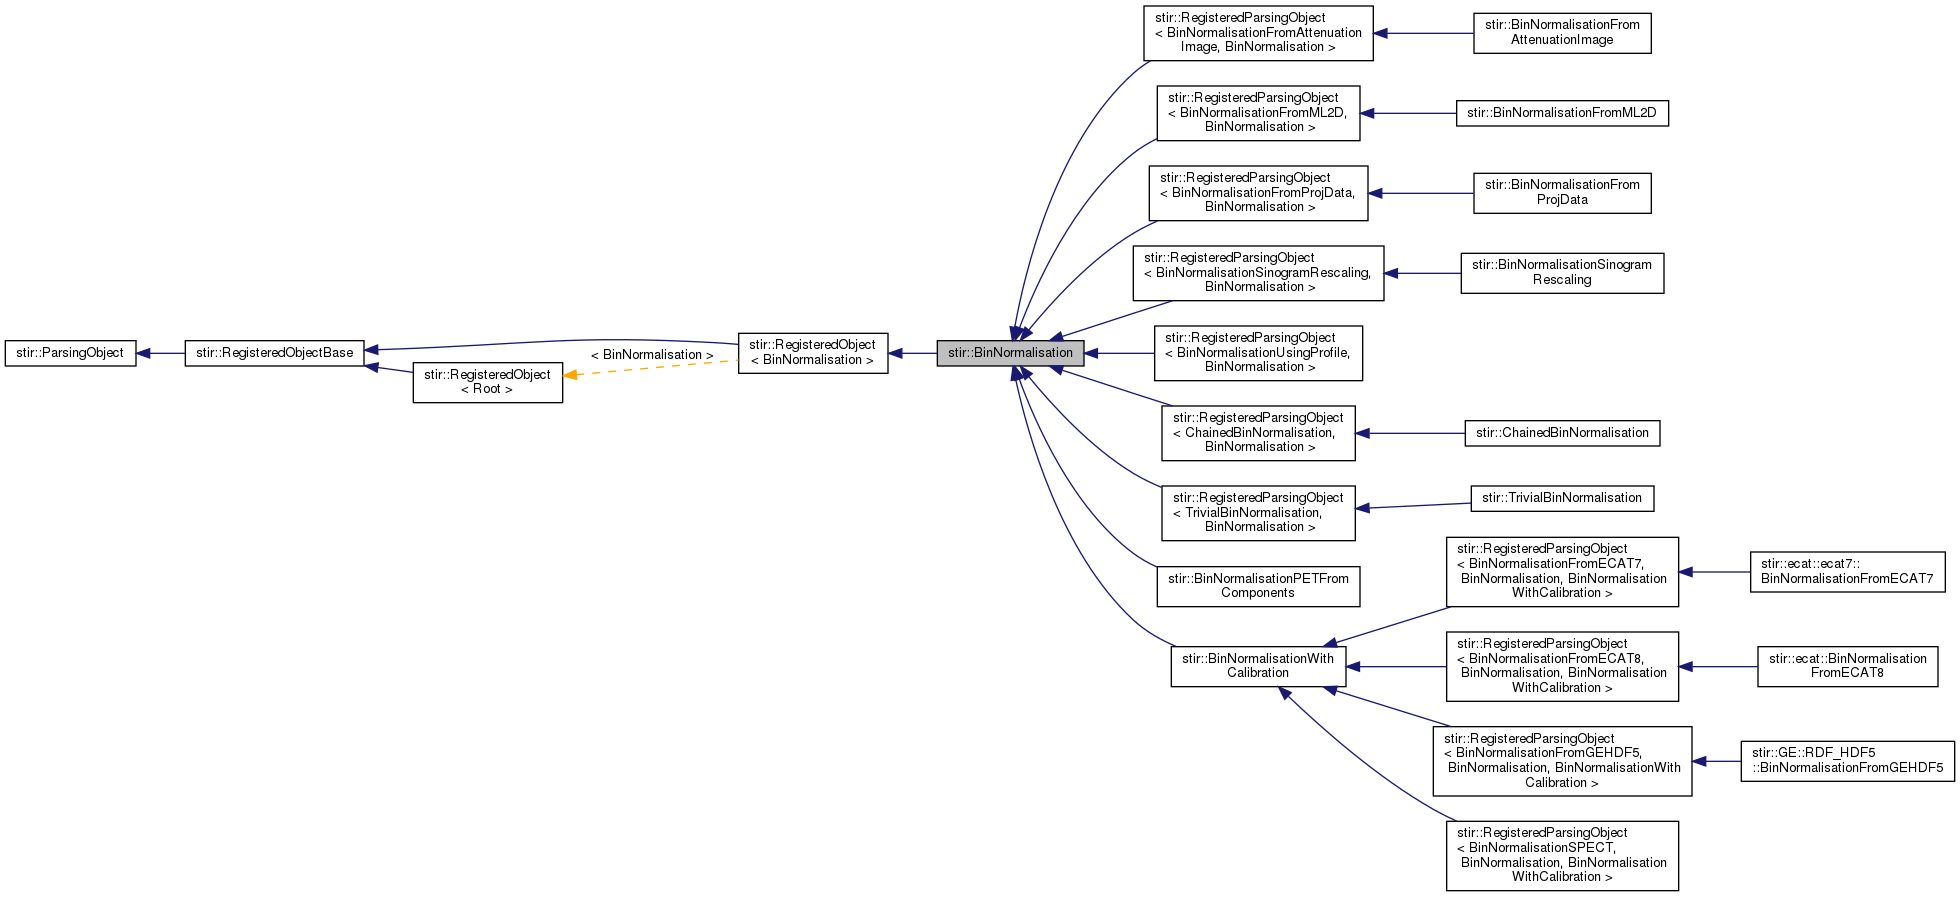 stir::ParsingObject
stir::RegisteredObjectBase
stir::RegisteredObject
< Root >
< BinNormalisation >
stir::RegisteredObject
< BinNormalisation >
stir::BinNormalisation
stir::RegisteredParsingObject
< BinNormalisationFromAttenuation
Image, BinNormalisation >
stir::BinNormalisationFrom
AttenuationImage
stir::RegisteredParsingObject
< BinNormalisationFromML2D,
BinNormalisation >
stir::BinNormalisationFromML2D
stir::RegisteredParsingObject
< BinNormalisationFromProjData,
BinNormalisation >
stir::BinNormalisationFrom
ProjData
stir::RegisteredParsingObject
< BinNormalisationSinogramRescaling,
BinNormalisation >
stir::BinNormalisationSinogram
Rescaling
stir::RegisteredParsingObject
< BinNormalisationUsingProfile,
BinNormalisation >
stir::RegisteredParsingObject
< ChainedBinNormalisation,
BinNormalisation >
stir::ChainedBinNormalisation
stir::RegisteredParsingObject
< TrivialBinNormalisation,
BinNormalisation >
stir::TrivialBinNormalisation
stir::BinNormalisationPETFrom
Components
stir::BinNormalisationWith
Calibration
stir::RegisteredParsingObject
< BinNormalisationFromECAT7,
BinNormalisation, BinNormalisation
WithCalibration >
stir::ecat::ecat7::
BinNormalisationFromECAT7
stir::RegisteredParsingObject
< BinNormalisationFromECAT8,
BinNormalisation, BinNormalisation
WithCalibration >
stir::ecat::BinNormalisation
FromECAT8
stir::RegisteredParsingObject
< BinNormalisationFromGEHDF5,
BinNormalisation, BinNormalisationWith
Calibration >
stir::GE::RDF_HDF5
::BinNormalisationFromGEHDF5
stir::RegisteredParsingObject
< BinNormalisationSPECT,
BinNormalisation, BinNormalisation
WithCalibration >